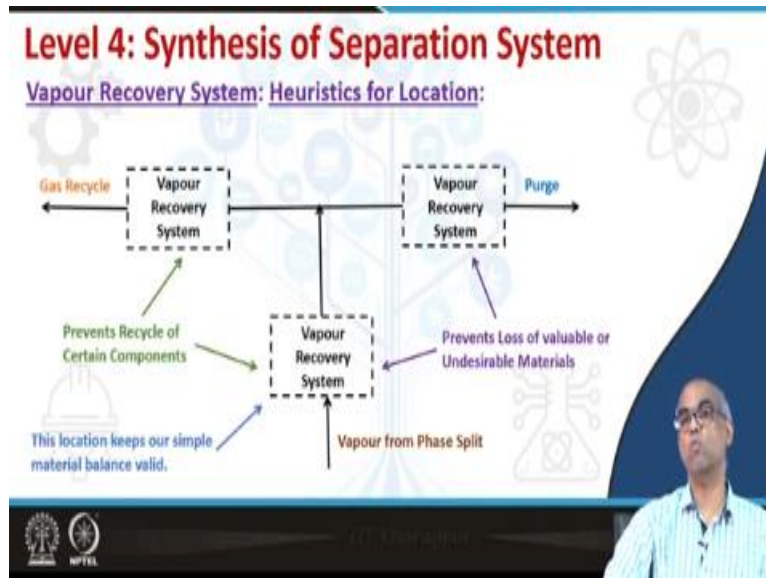 Level 4: Synthesis of Separation System
Vapour Recovery System: Heuristics for Location:
Gas Recycle
Vapour
Recovery
System
Vapour
Recovery
System
Purge
Prevents Recycle of
Certain Components
Vapour
Recovery
System
Prevents Loss of valuable or
Undesirable Materials
This location keeps our simple
material balance valid.
Vapour from Phase Split
NPTEL